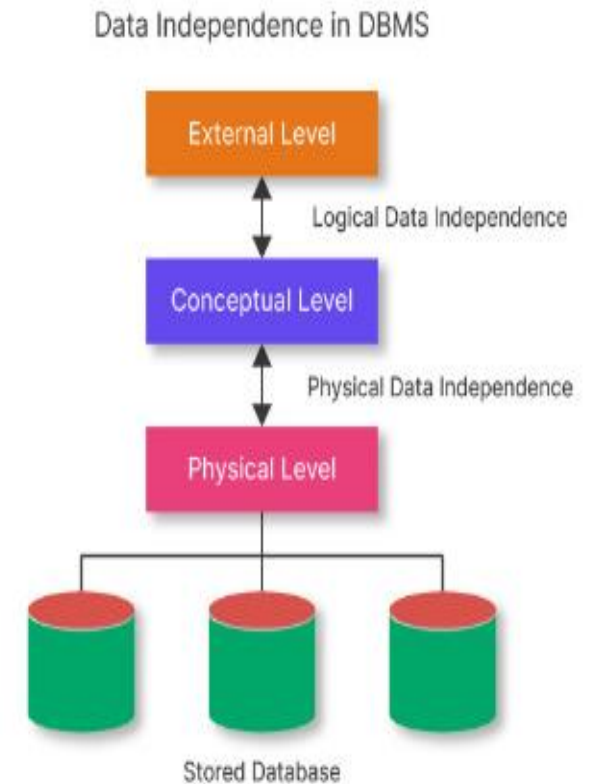 Data Independence in DBMS
External Level
Logical Data Independence
Conceptual Level
Physical Data Independence
Physical Level
Stored Database